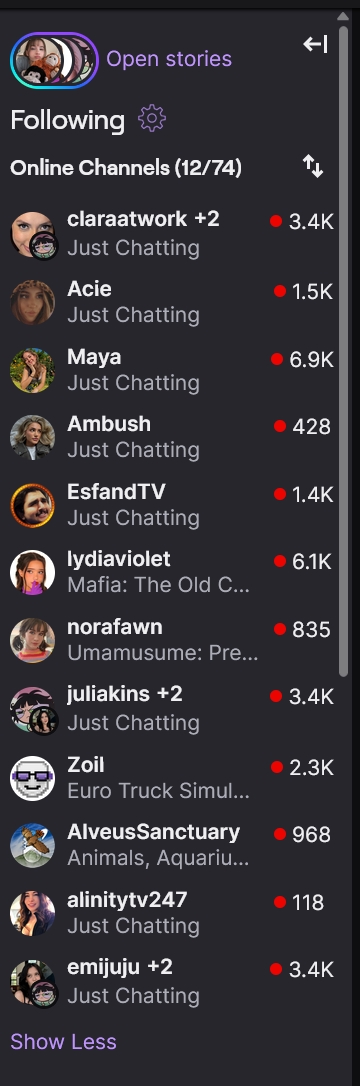 Open stories
Following
Online Channels (12/74)
claraatwork +2 3.4K
Just Chatting
Acie 1.5K
Just Chatting
Maya 6.9K
Just Chatting
Ambush 428
Just Chatting
EsfandTV 1.4K
Just Chatting
lydiaviolet 6.1K
Mafia: The Old C...
norafawn 835
Umamusume: Pre...
juliakins +2 3.4K
Just Chatting
Zoil 2.3K
Euro Truck Simul...
AlveusSanctuary 968
Animals, Aquariu...
alinitytv247 118
Just Chatting
emijuju +2 3.4K
Just Chatting
Show Less